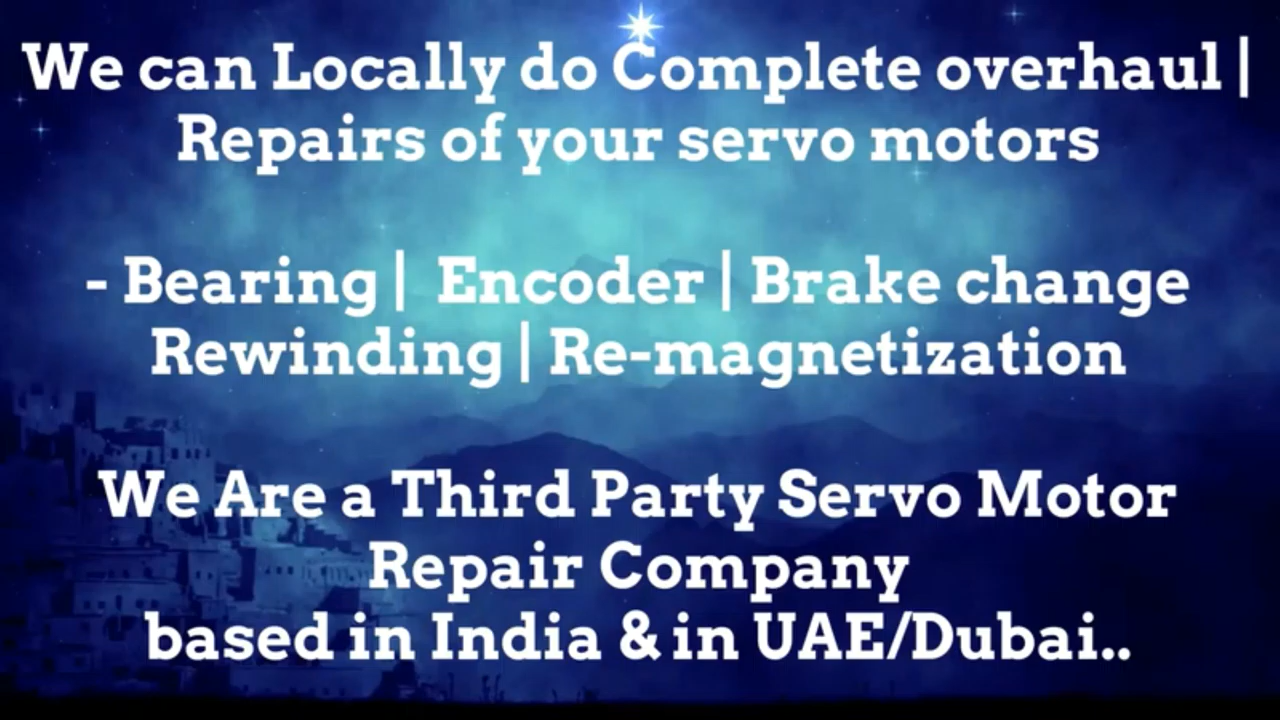 We can Locally do Complete overhaul |
Repairs of your servo motors
- Bearing | Encoder | Brake change
Rewinding | Re-magnetization
We Are a Third Party Servo Motor
Repair Company
based in India & in UAE/Dubai..